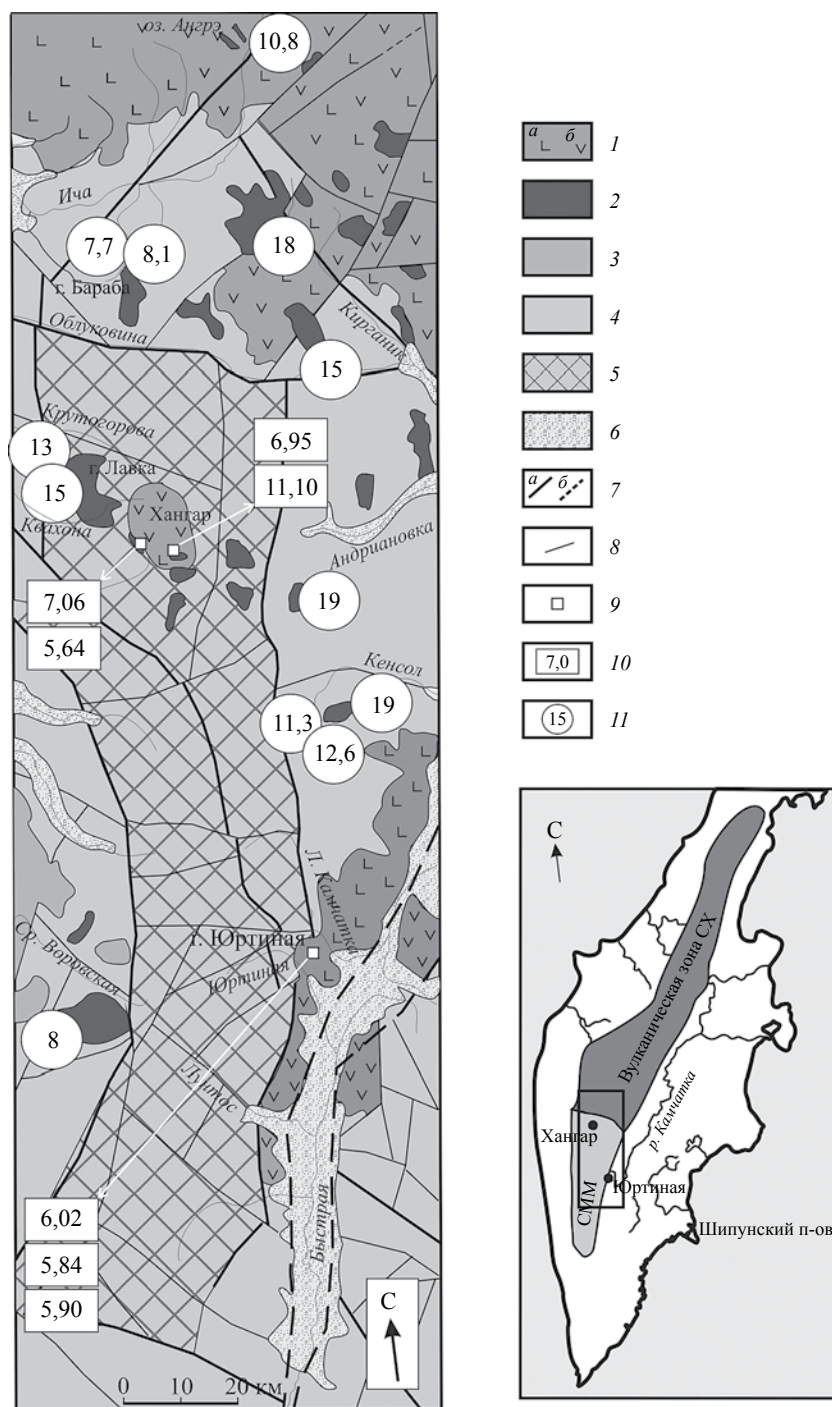 оз. Ангрэ
10,8
Ича
7,7
8,1
18
г. Бараба
Облуковина
Кирганик
15
Крутогорова
13
г. Лавка
15
Квахона
Хангар
6,95
11,10
Андриановка
7,06
5,64
19
Кенсол
19
11,3
12,6
Л. Камчатка
г. Юртиная
Юртиная
Ср. Воровская
8
Лунтос
Быстрая
6,02
5,84
5,90
С
0 10 20 км
а б 1
2
3
4
5
6
а б 7
8
9
7,0 10
15 11
С
Вулканическая зона СХ
р. Камчатка
Хангар
СММ
Юртиная
Шипунский п-ов